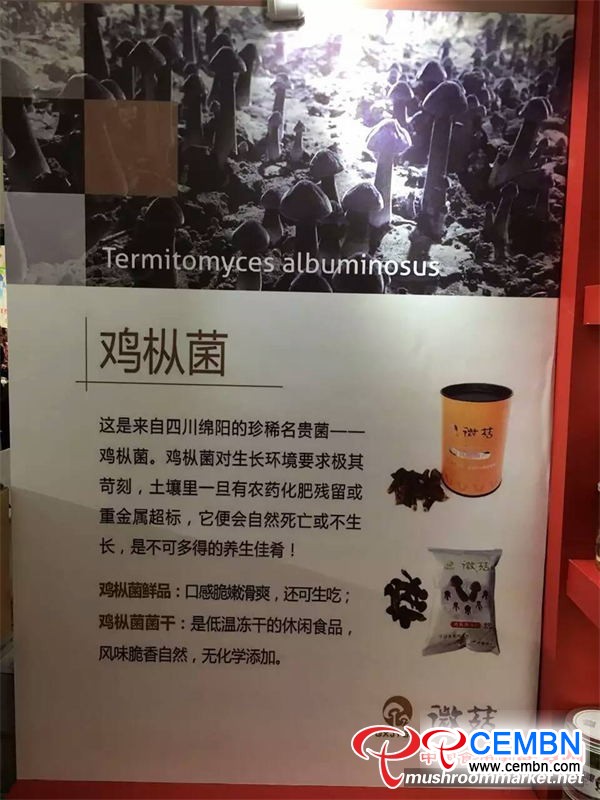 Termitomyces albuminosus
鸡枞菌
这是来自四川绵阳的珍稀名贵菌——
鸡枞菌。鸡枞菌对生长环境要求极其
苛刻，土壤里一旦有农药化肥残留或
重金属超标，它便会自然死亡或不生
长，是不可多得的养生佳肴！
鸡枞菌鲜品：口感脆嫩滑爽，还可生吃；
鸡枞菌菌干：是低温冻干的休闲食品，
风味脆香自然，无化学添加。
微菇
微菇
微菇
CEMBN
www.cembn.com
mushroommarket.net